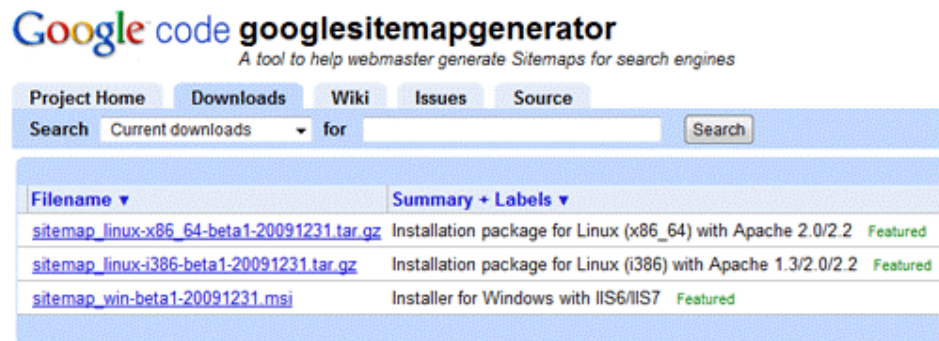 Google code googlesitemapgenerator
A tool to help webmaster generate Sitemaps for search engines
Project Home Downloads Wiki Issues Source
Search Current downloads for Search
Filename ▼ Summary + Labels ▼
sitemap_linux-x86_64-beta1-20091231.tar.gz Installation package for Linux (x86_64) with Apache 2.0/2.2 Featured
sitemap_linux-i386-beta1-20091231.tar.gz Installation package for Linux (i386) with Apache 1.3/2.0/2.2 Featured
sitemap_win-beta1-20091231.msi Installer for Windows with IIS6/IIS7 Featured